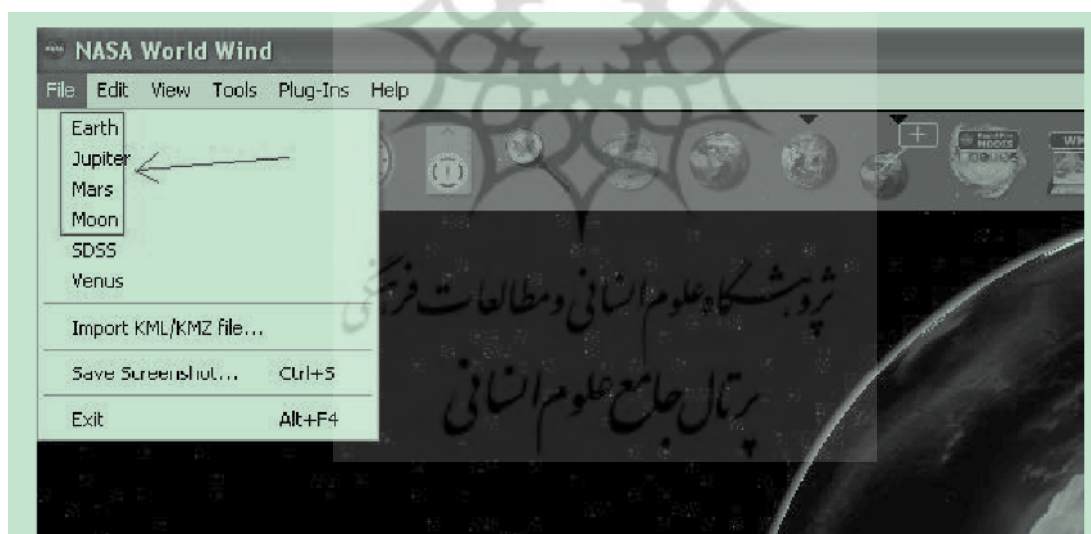 NASA World Wind
File Edit View Tools Plug-Ins Help
Earth
Jupiter
Mars
Moon
SDSS
Venus
Import KML/KMZ file...
Save Screenshot... Ctrl+S
Exit Alt+F4
MODIS
پژوهشگاه علوم انسانی و مطالعات فرهنگی
پرتال جامع علوم انسانی